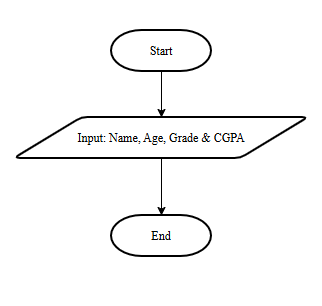 Start
Input: Name, Age, Grade & CGPA
End